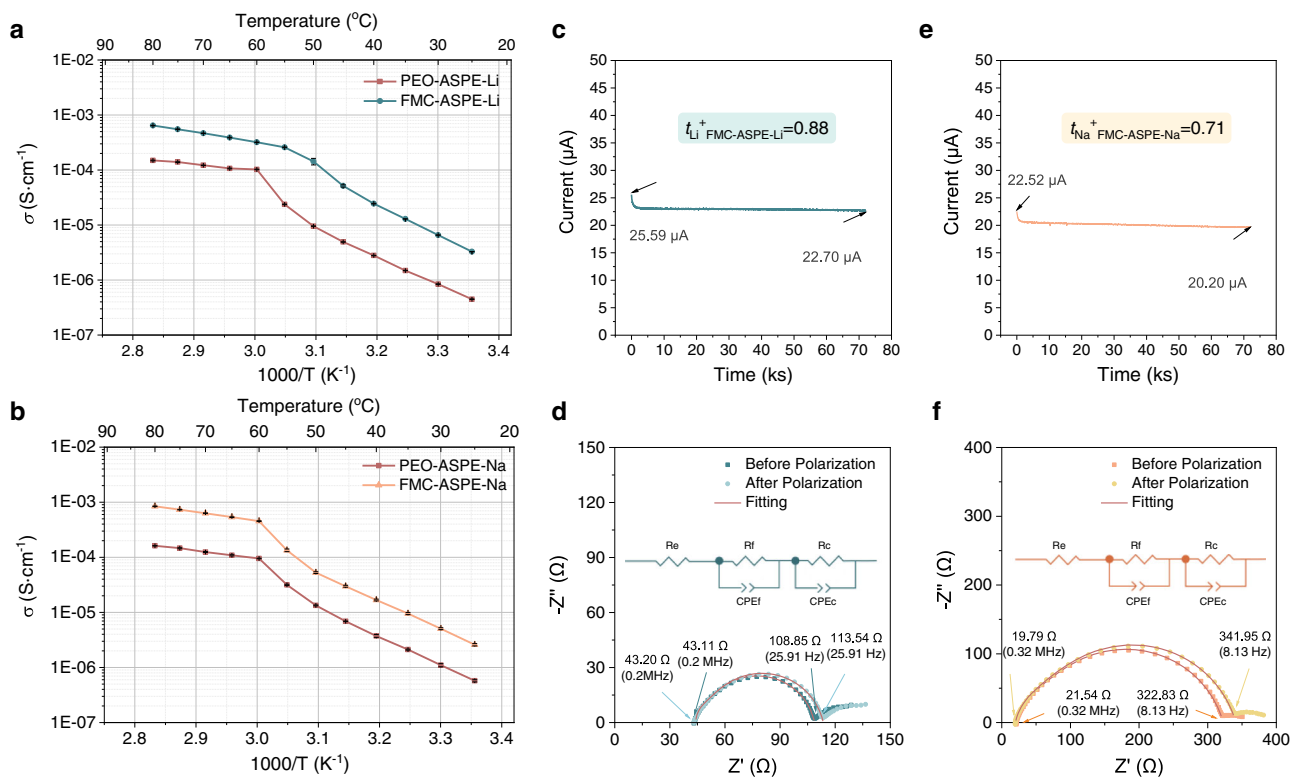 a
Temperature (°C)
90 80 70 60 50 40 30 20
1E-02
1E-03
1E-04
1E-05
1E-06
1E-07
σ (S·cm⁻¹)
PEO-ASPE-Li
FMC-ASPE-Li
2.8 2.9 3.0 3.1 3.2 3.3 3.4
1000/T (K⁻¹)
b
Temperature (°C)
90 80 70 60 50 40 30 20
1E-02
1E-03
1E-04
1E-05
1E-06
1E-07
σ (S·cm⁻¹)
PEO-ASPE-Na
FMC-ASPE-Na
2.8 2.9 3.0 3.1 3.2 3.3 3.4
1000/T (K⁻¹)
c
50
45
40
35
30
25
20
15
10
5
0
Current (µA)
tLi⁺FMC-ASPE-Li=0.88
25.59 µA
22.70 µA
0 10 20 30 40 50 60 70 80
Time (ks)
d
150
120
90
60
30
0
-Z'' (Ω)
Before Polarization
After Polarization
Fitting
Re Rf Rc
CPEf CPEc
43.20 Ω
(0.2MHz)
43.11 Ω
(0.2 MHz)
108.85 Ω
(25.91 Hz)
113.54 Ω
(25.91 Hz)
0 30 60 90 120 150
Z' (Ω)
e
50
45
40
35
30
25
20
15
10
5
0
Current (µA)
tNa⁺FMC-ASPE-Na=0.71
22.52 µA
20.20 µA
0 10 20 30 40 50 60 70 80
Time (ks)
f
400
300
200
100
0
-Z'' (Ω)
Before Polarization
After Polarization
Fitting
Re Rf Rc
CPEf CPEc
19.79 Ω
(0.32 MHz)
21.54 Ω
(0.32 MHz)
322.83 Ω
(8.13 Hz)
341.95 Ω
(8.13 Hz)
0 100 200 300 400
Z' (Ω)